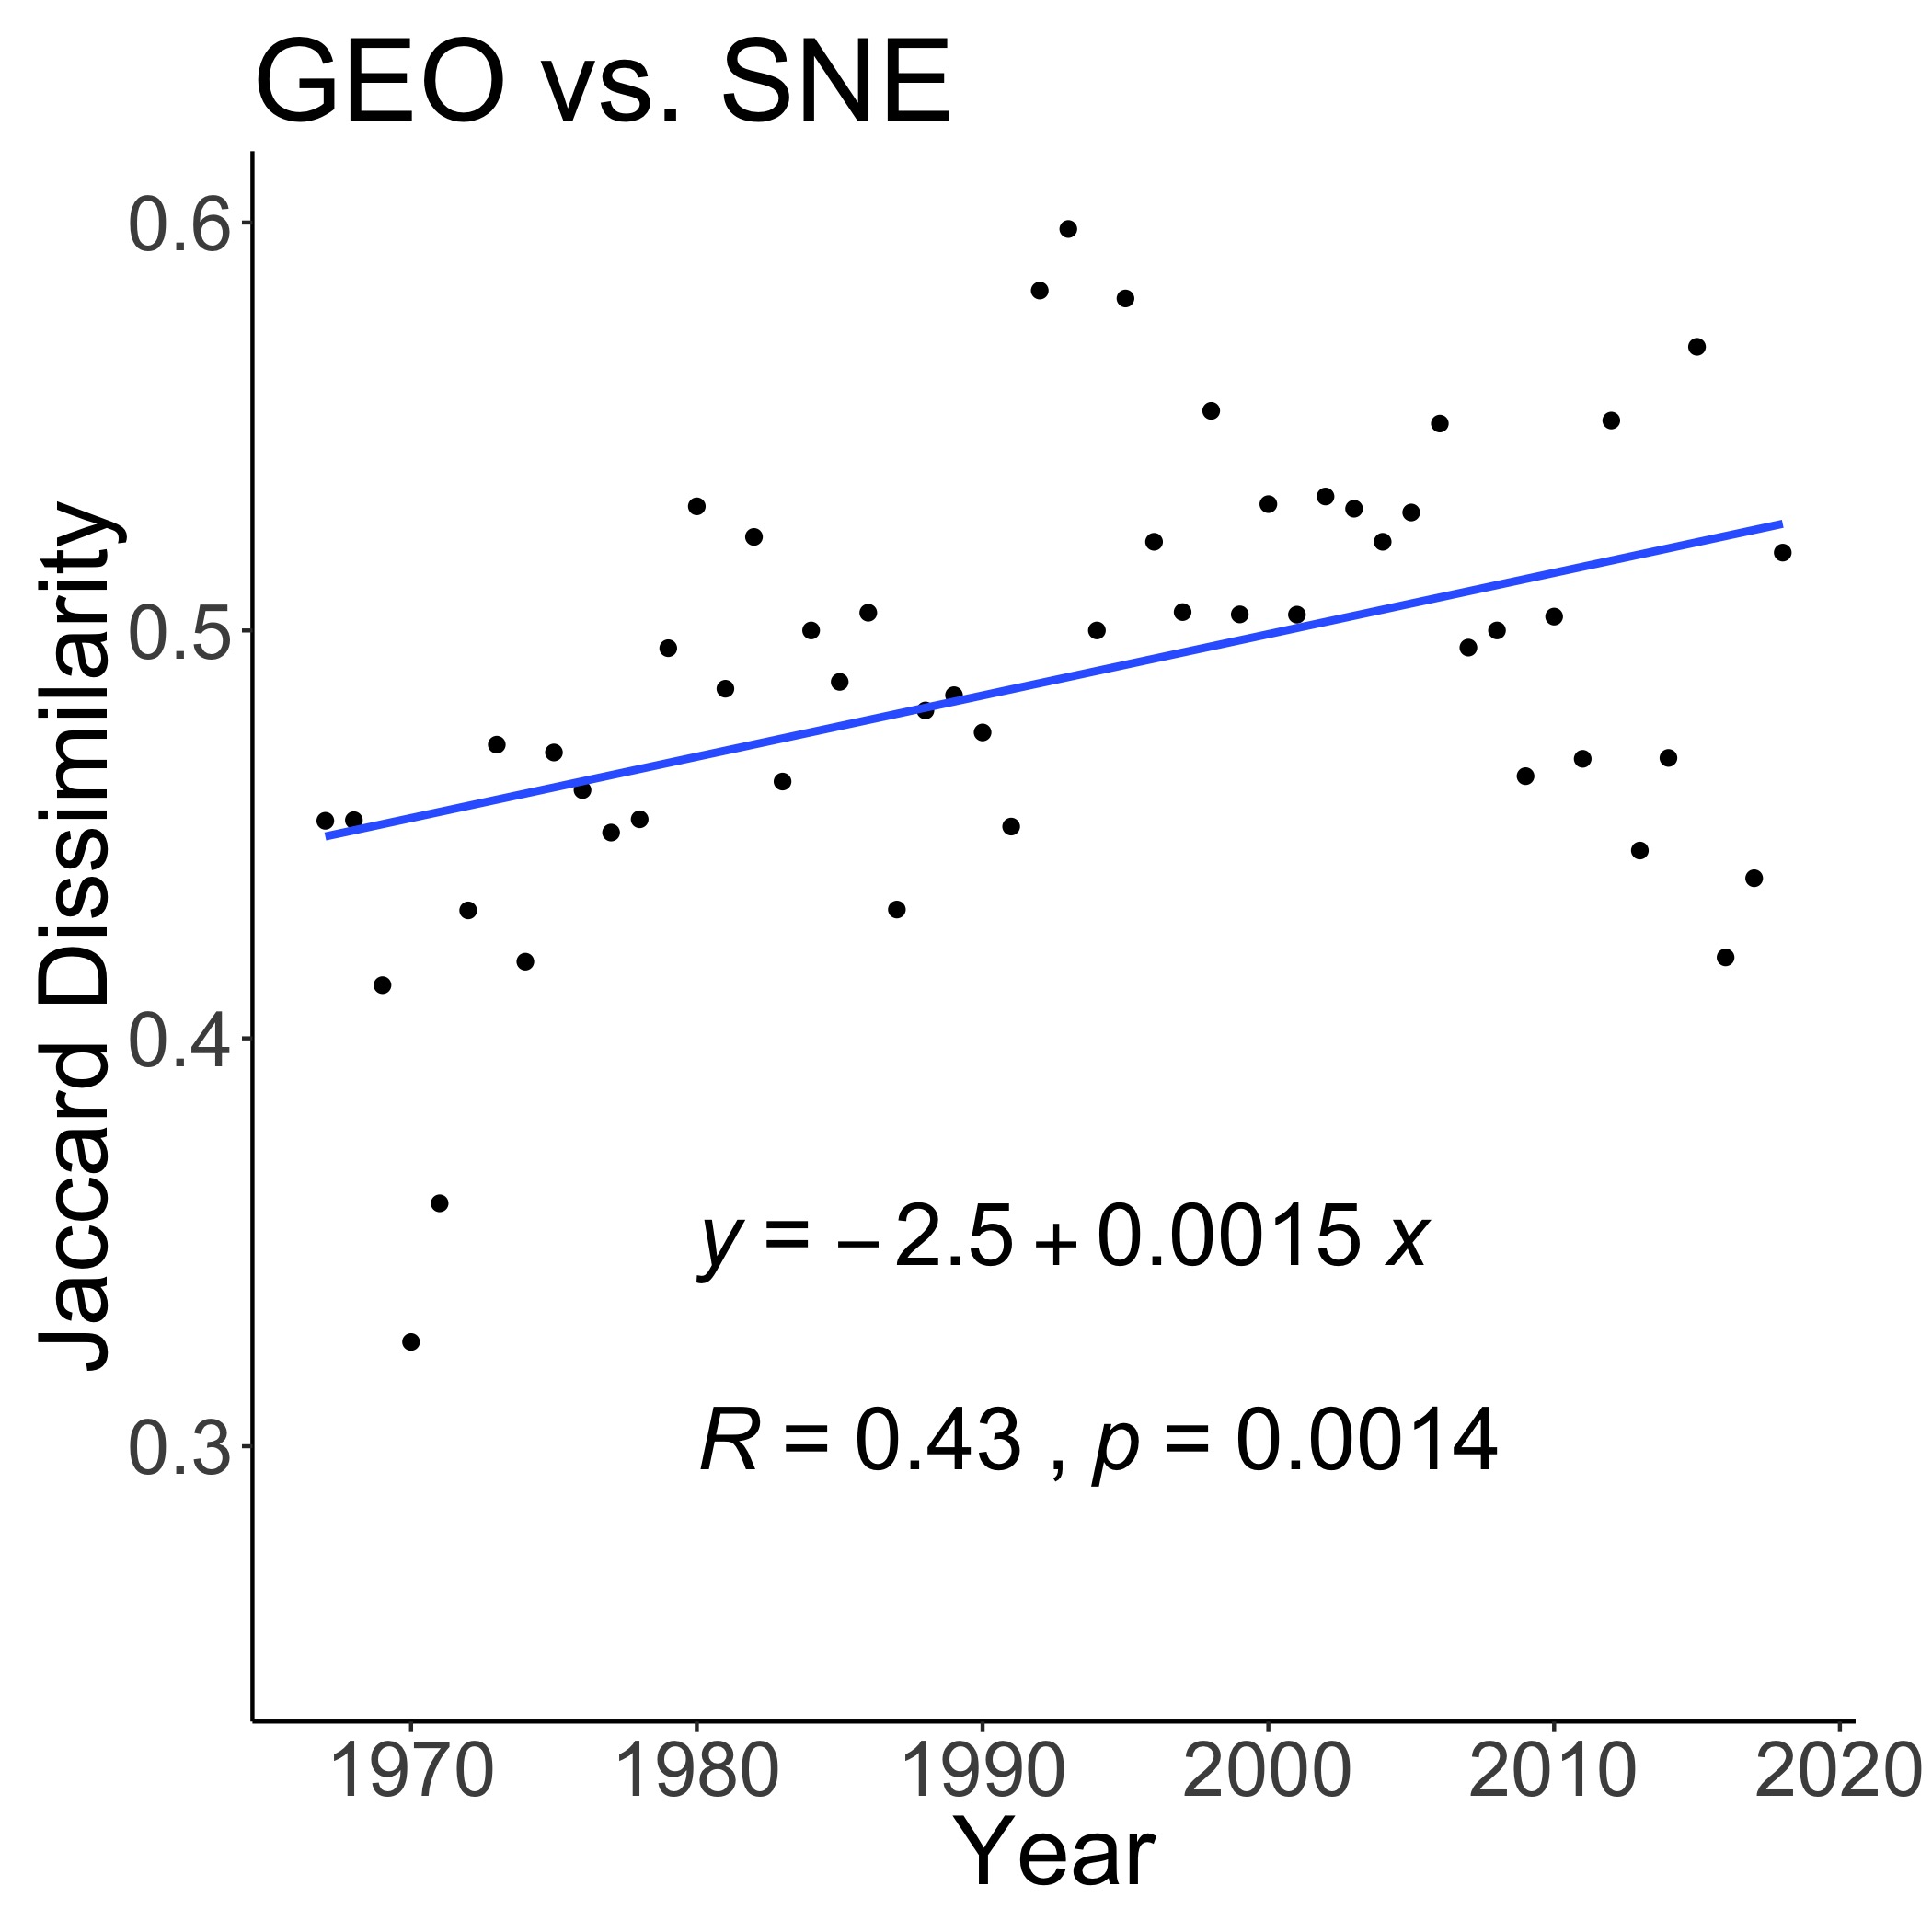 GEO vs. SNE
0.6
0.5
0.4
0.3
Jaccard Dissimilarity
y = − 2.5 + 0.0015 x
R = 0.43 , p = 0.0014
1970 1980 1990 2000 2010 2020
Year